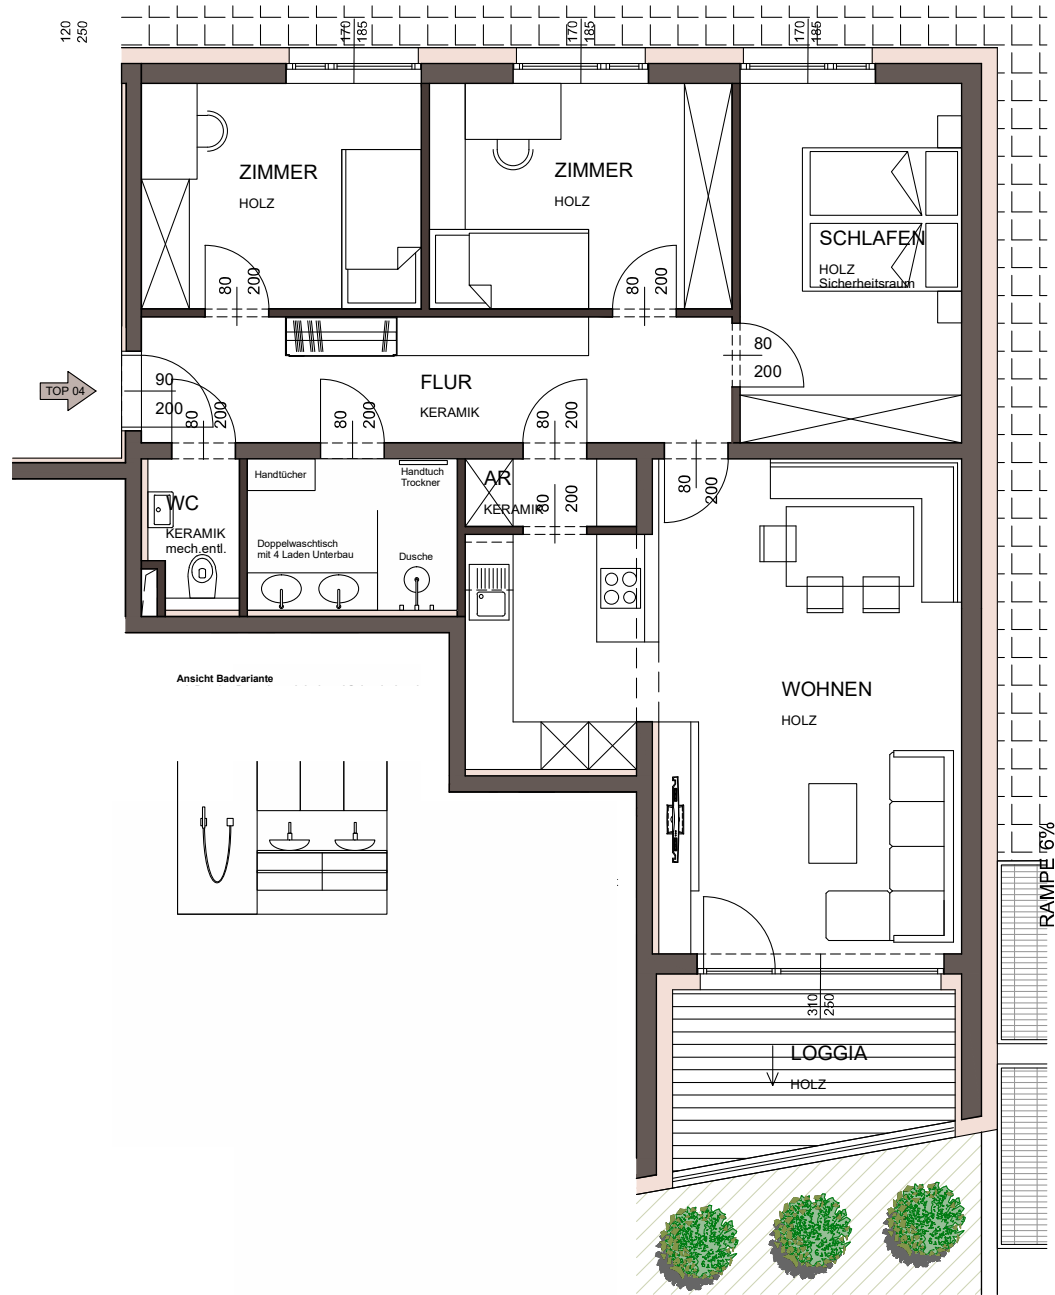 120
250
170
185
170
185
170
185
ZIMMER
HOLZ
ZIMMER
HOLZ
SCHLAFEN
HOLZ
Sicherheitsraum
80
200
80
200
80
200
TOP 04
90
200
FLUR
KERAMIK
80
200
80
200
80
200
80
200
80
200
WC
KERAMIK
mech.entl.
Handtücher
Handtuch
Trockner
Doppelwaschtisch
mit 4 Laden Unterbau
Dusche
AR
KERAMIK
Ansicht Badvariante
WOHNEN
HOLZ
RAMPE 6%
310
250
LOGGIA
HOLZ